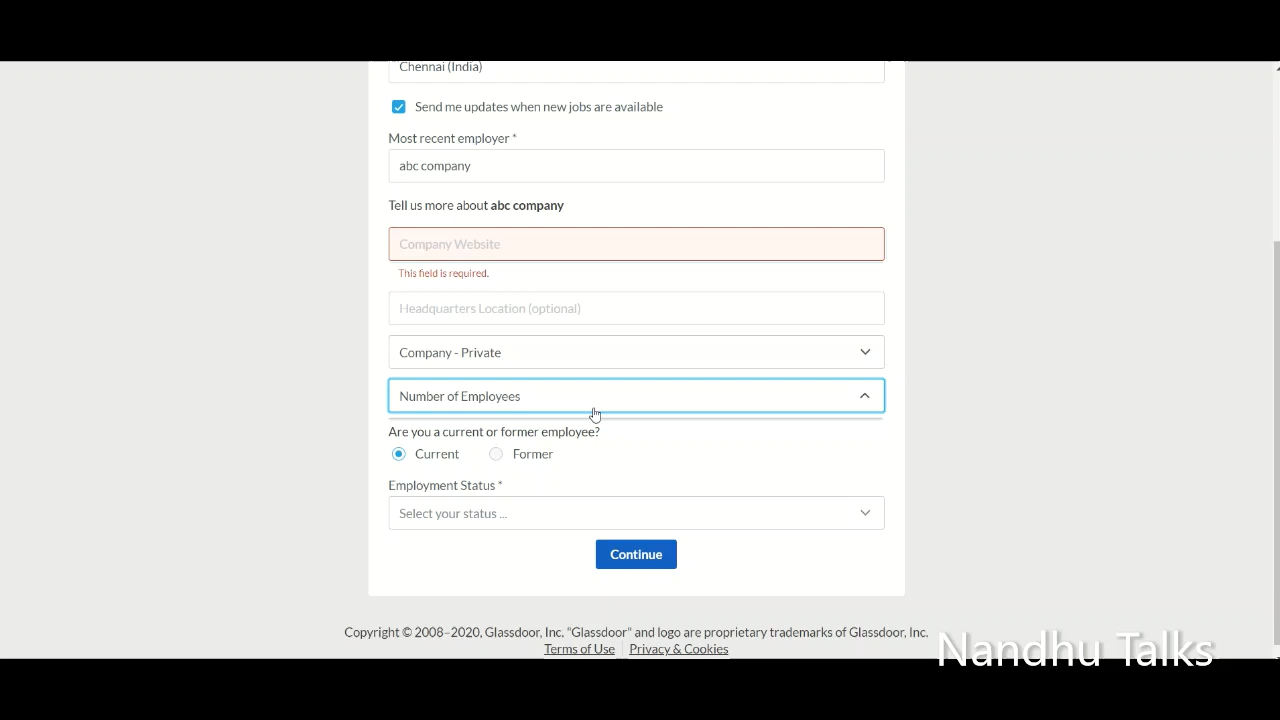 Chennai (India)
Send me updates when new jobs are available
Most recent employer *
abc company
Tell us more about abc company
Company Website
This field is required.
Headquarters Location (optional)
Company - Private
Number of Employees
Are you a current or former employee?
Current Former
Employment Status *
Select your status ...
Continue
Copyright © 2008–2020, Glassdoor, Inc. "Glassdoor" and logo are proprietary trademarks of Glassdoor, Inc.
Terms of Use Privacy & Cookies
Nandhu Talks